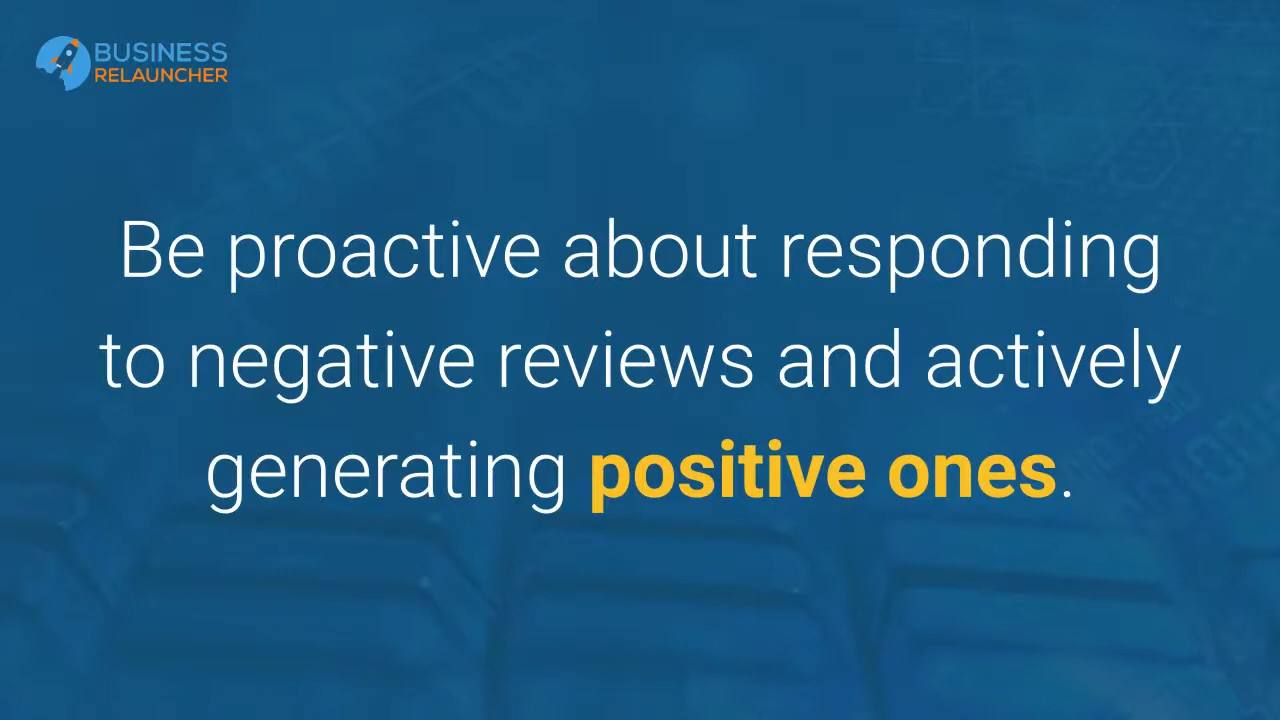 BUSINESS
RELAUNCHER
Be proactive about responding
to negative reviews and actively
generating positive ones.